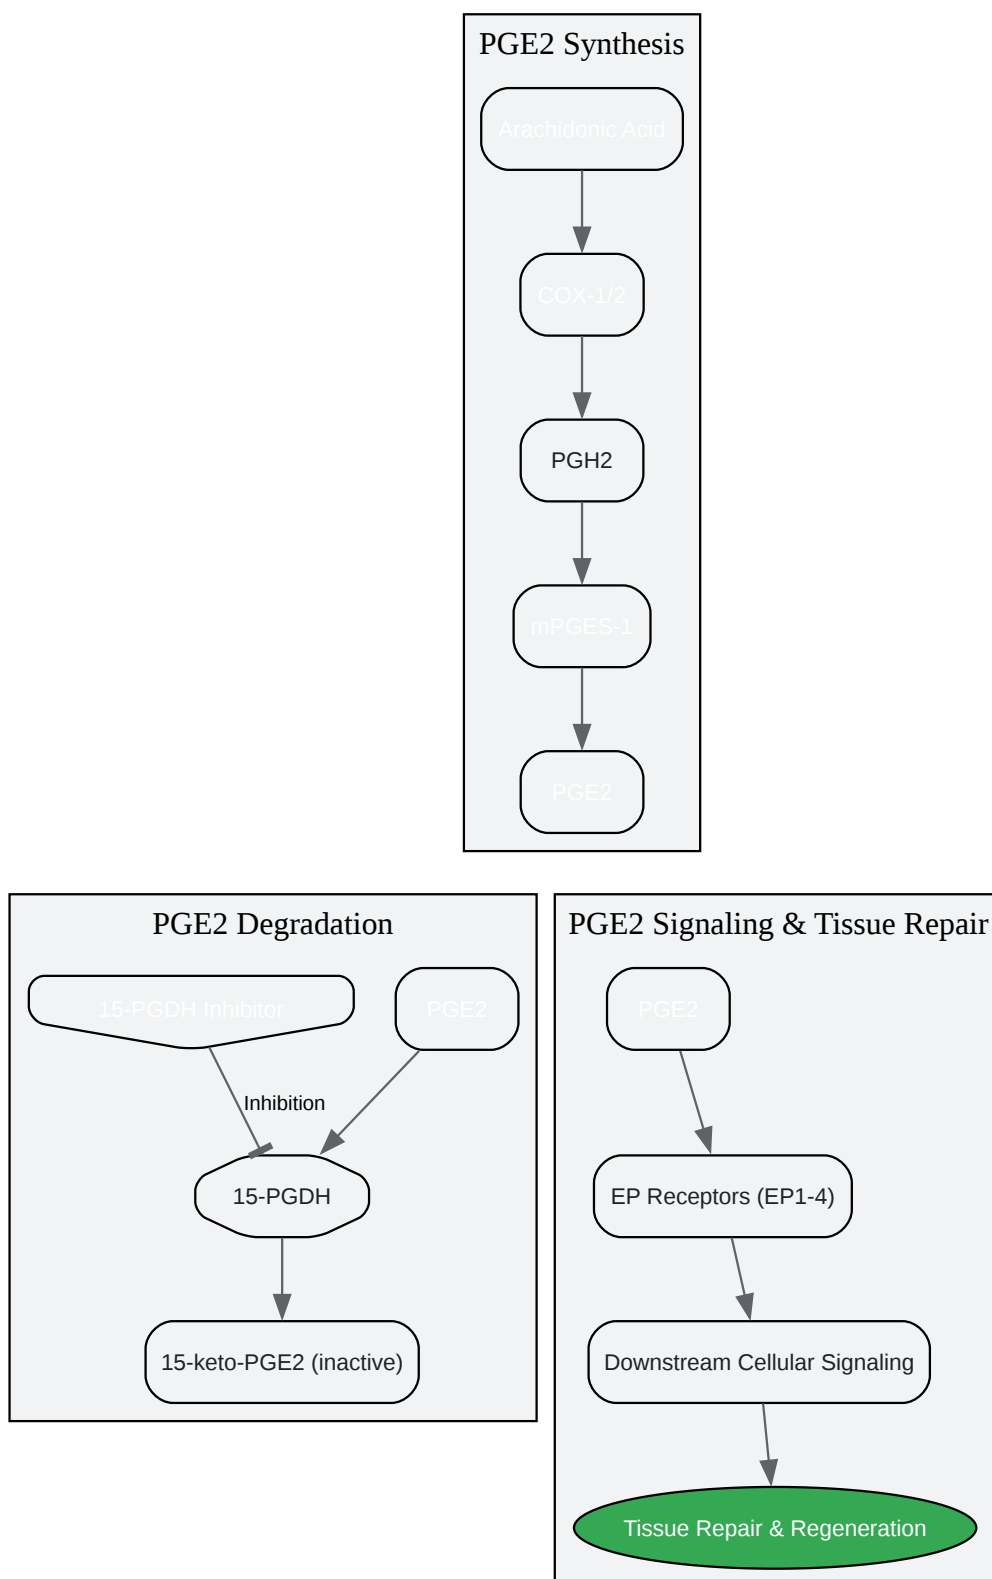 PGE2 Synthesis
Arachidonic Acid
COX-1/2
PGH2
mPGES-1
PGE2
PGE2 Degradation
15-PGDH Inhibitor
PGE2
Inhibition
15-PGDH
15-keto-PGE2 (inactive)
PGE2 Signaling & Tissue Repair
PGE2
EP Receptors (EP1-4)
Downstream Cellular Signaling
Tissue Repair & Regeneration